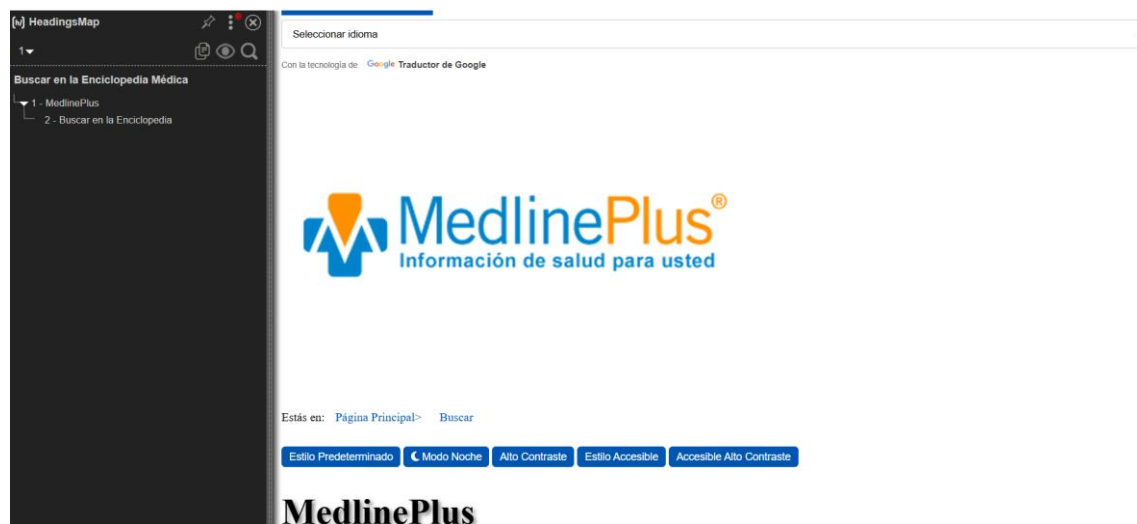 HeadingsMap
1
Buscar en la Enciclopedia Médica
1 - MedlinePlus
2 - Buscar en la Enciclopedia
Seleccionar idioma
Con la tecnología de Google Traductor de Google
MedlinePlus®
Información de salud para usted
Estás en: Página Principal> Buscar
Estilo Predeterminado Modo Noche Alto Contraste Estilo Accesible Accesible Alto Contraste
MedlinePlus